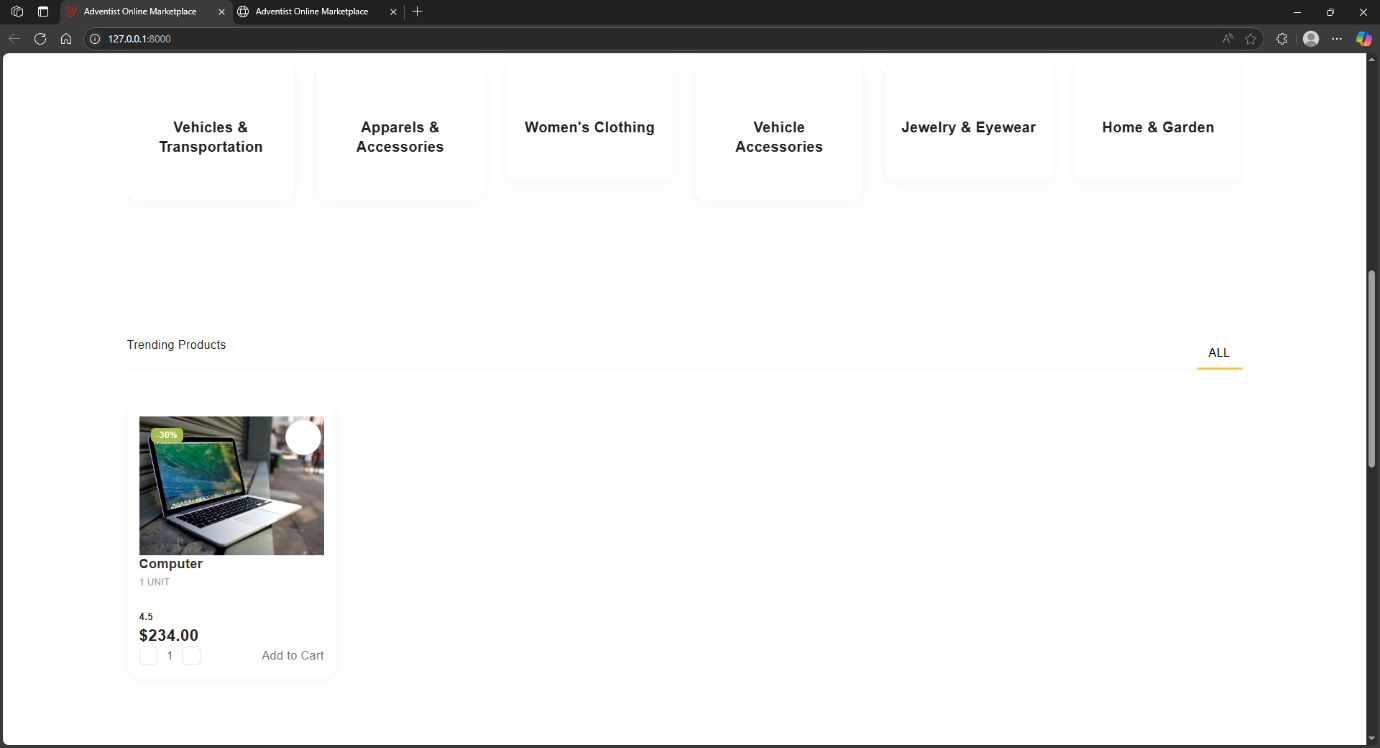 Adventist Online Marketplace
Adventist Online Marketplace
127.0.0.1:8000
Vehicles &
Transportation
Apparels &
Accessories
Women's Clothing
Vehicle
Accessories
Jewelry & Eyewear
Home & Garden
Trending Products
ALL
-30%
Computer
1 UNIT
4.5
$234.00
1
Add to Cart